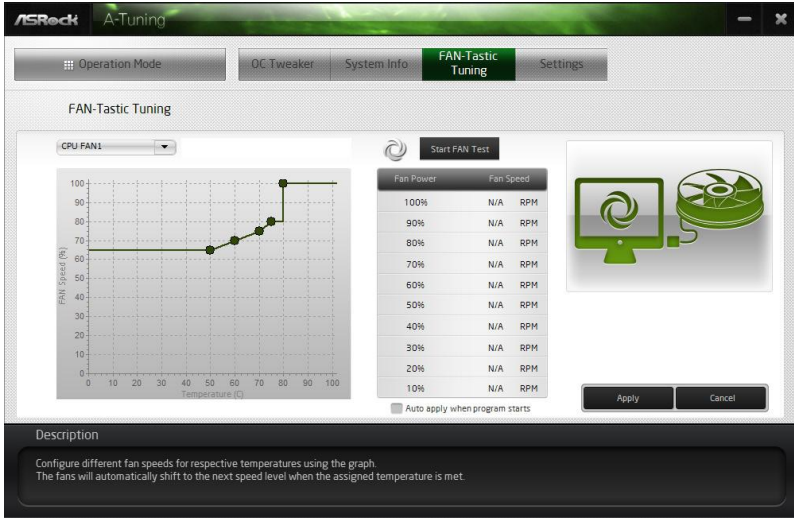 ASRock A-Tuning
Operation Mode
OC Tweaker
System Info
FAN-Tastic
Tuning
Settings
FAN-Tastic Tuning
CPU FAN1
Start FAN Test
FAN Speed (%)
100
90
80
70
60
50
40
30
20
10
0
0 10 20 30 40 50 60 70 80 90 100
Temperature (C)
Fan Power Fan Speed
100% N/A RPM
90% N/A RPM
80% N/A RPM
70% N/A RPM
60% N/A RPM
50% N/A RPM
40% N/A RPM
30% N/A RPM
20% N/A RPM
10% N/A RPM
Auto apply when program starts
Apply
Cancel
Description
Configure different fan speeds for respective temperatures using the graph.
The fans will automatically shift to the next speed level when the assigned temperature is met.